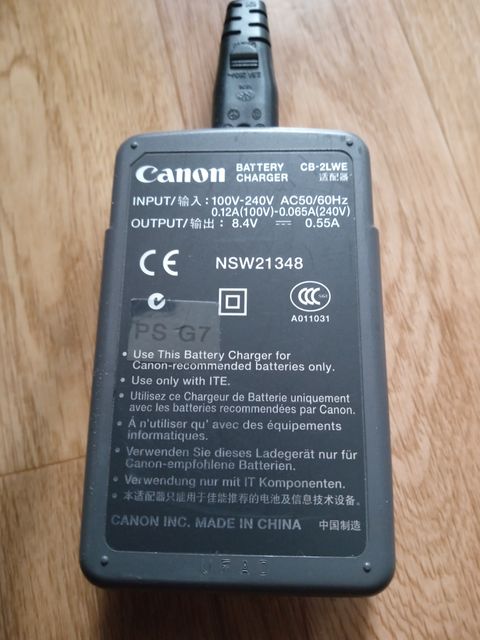 Canon BATTERY CHARGER CB-2LWE
适配器
INPUT/输入：100V-240V AC50/60Hz
0.12A(100V)-0.065A(240V)
OUTPUT/输出：8.4V ⎓ 0.55A
CE NSW21348
CCC S&E
A011031
PS G7
• Use This Battery Charger for
Canon-recommended batteries only.
• Use only with ITE.
• Utilisez ce Chargeur de Batterie uniquement
avec les batteries recommendées par Canon.
• Á n'utiliser qu' avec des équipements
informatiques.
• Verwenden Sie dieses Ladegerät nur für
Canon-empfohlene Batterien.
• Verwendung nur mit IT Komponenten.
• 本适配器只能用于佳能推荐的电池及信息技术设备。
CANON INC. MADE IN CHINA 中国制造